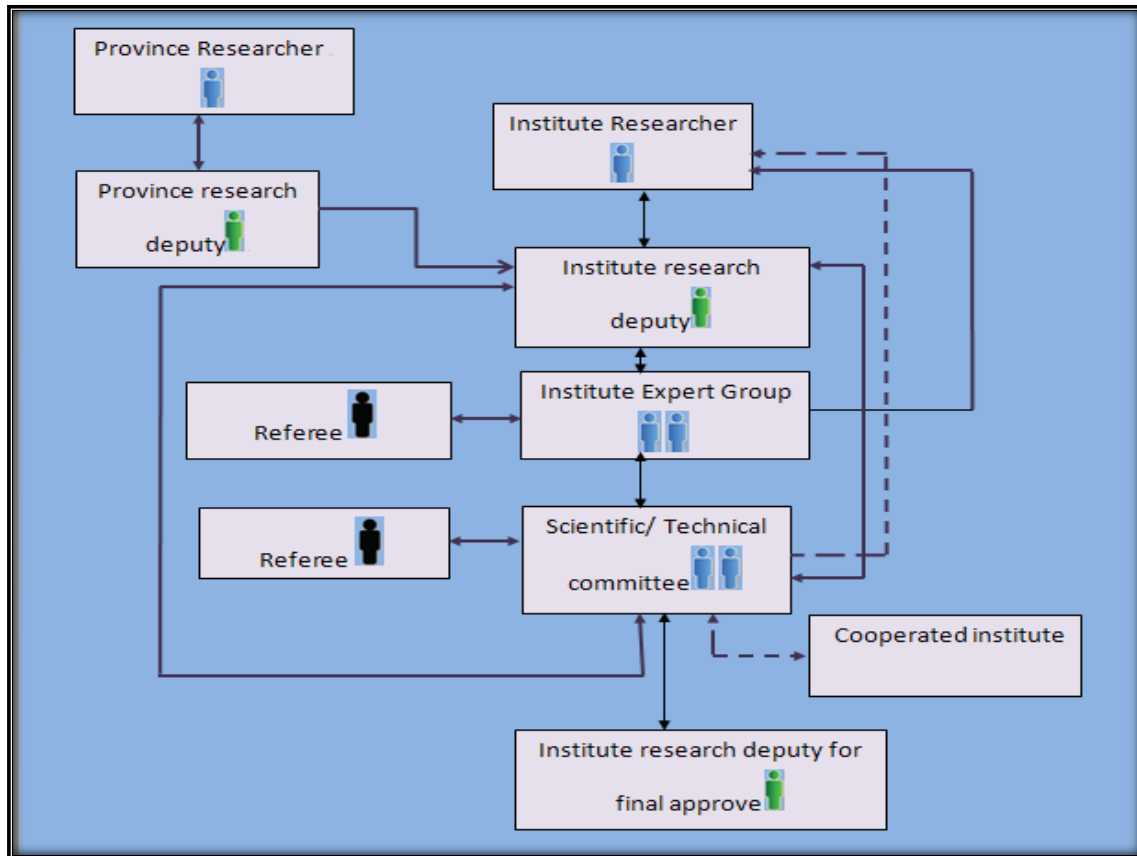 Province Researcher
Institute Researcher
Province research
deputy
Institute research
deputy
Institute Expert Group
Referee
Scientific/ Technical
committee
Referee
Cooperated institute
Institute research deputy for
final approve